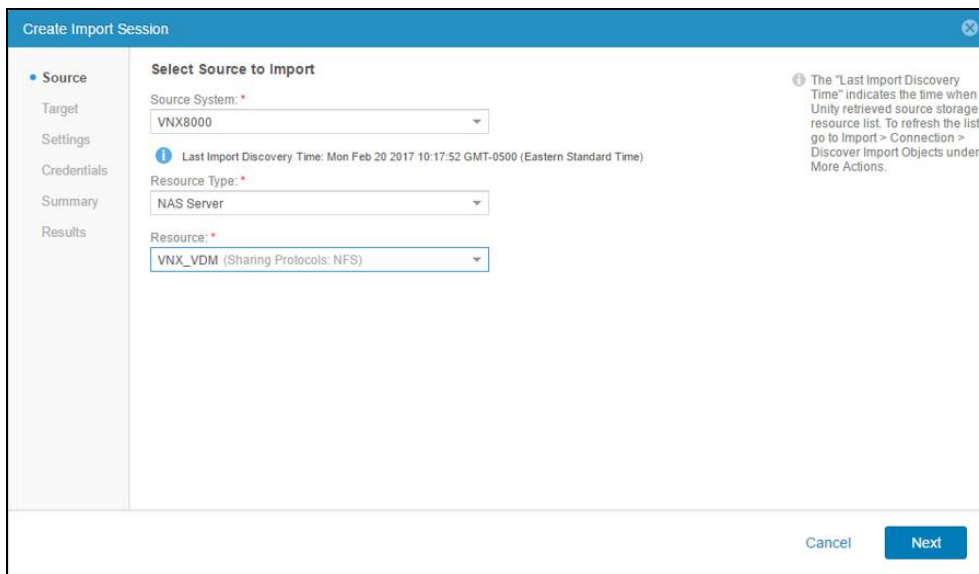 Create Import Session
Source
Target
Settings
Credentials
Summary
Results
Select Source to Import
Source System: *
VNX8000
Last Import Discovery Time: Mon Feb 20 2017 10:17:52 GMT-0500 (Eastern Standard Time)
Resource Type: *
NAS Server
Resource: *
VNX_VDM (Sharing Protocols: NFS)
The "Last Import Discovery
Time" indicates the time when
Unity retrieved source storage
resource list. To refresh the list
go to Import > Connection >
Discover Import Objects under
More Actions.
Cancel
Next